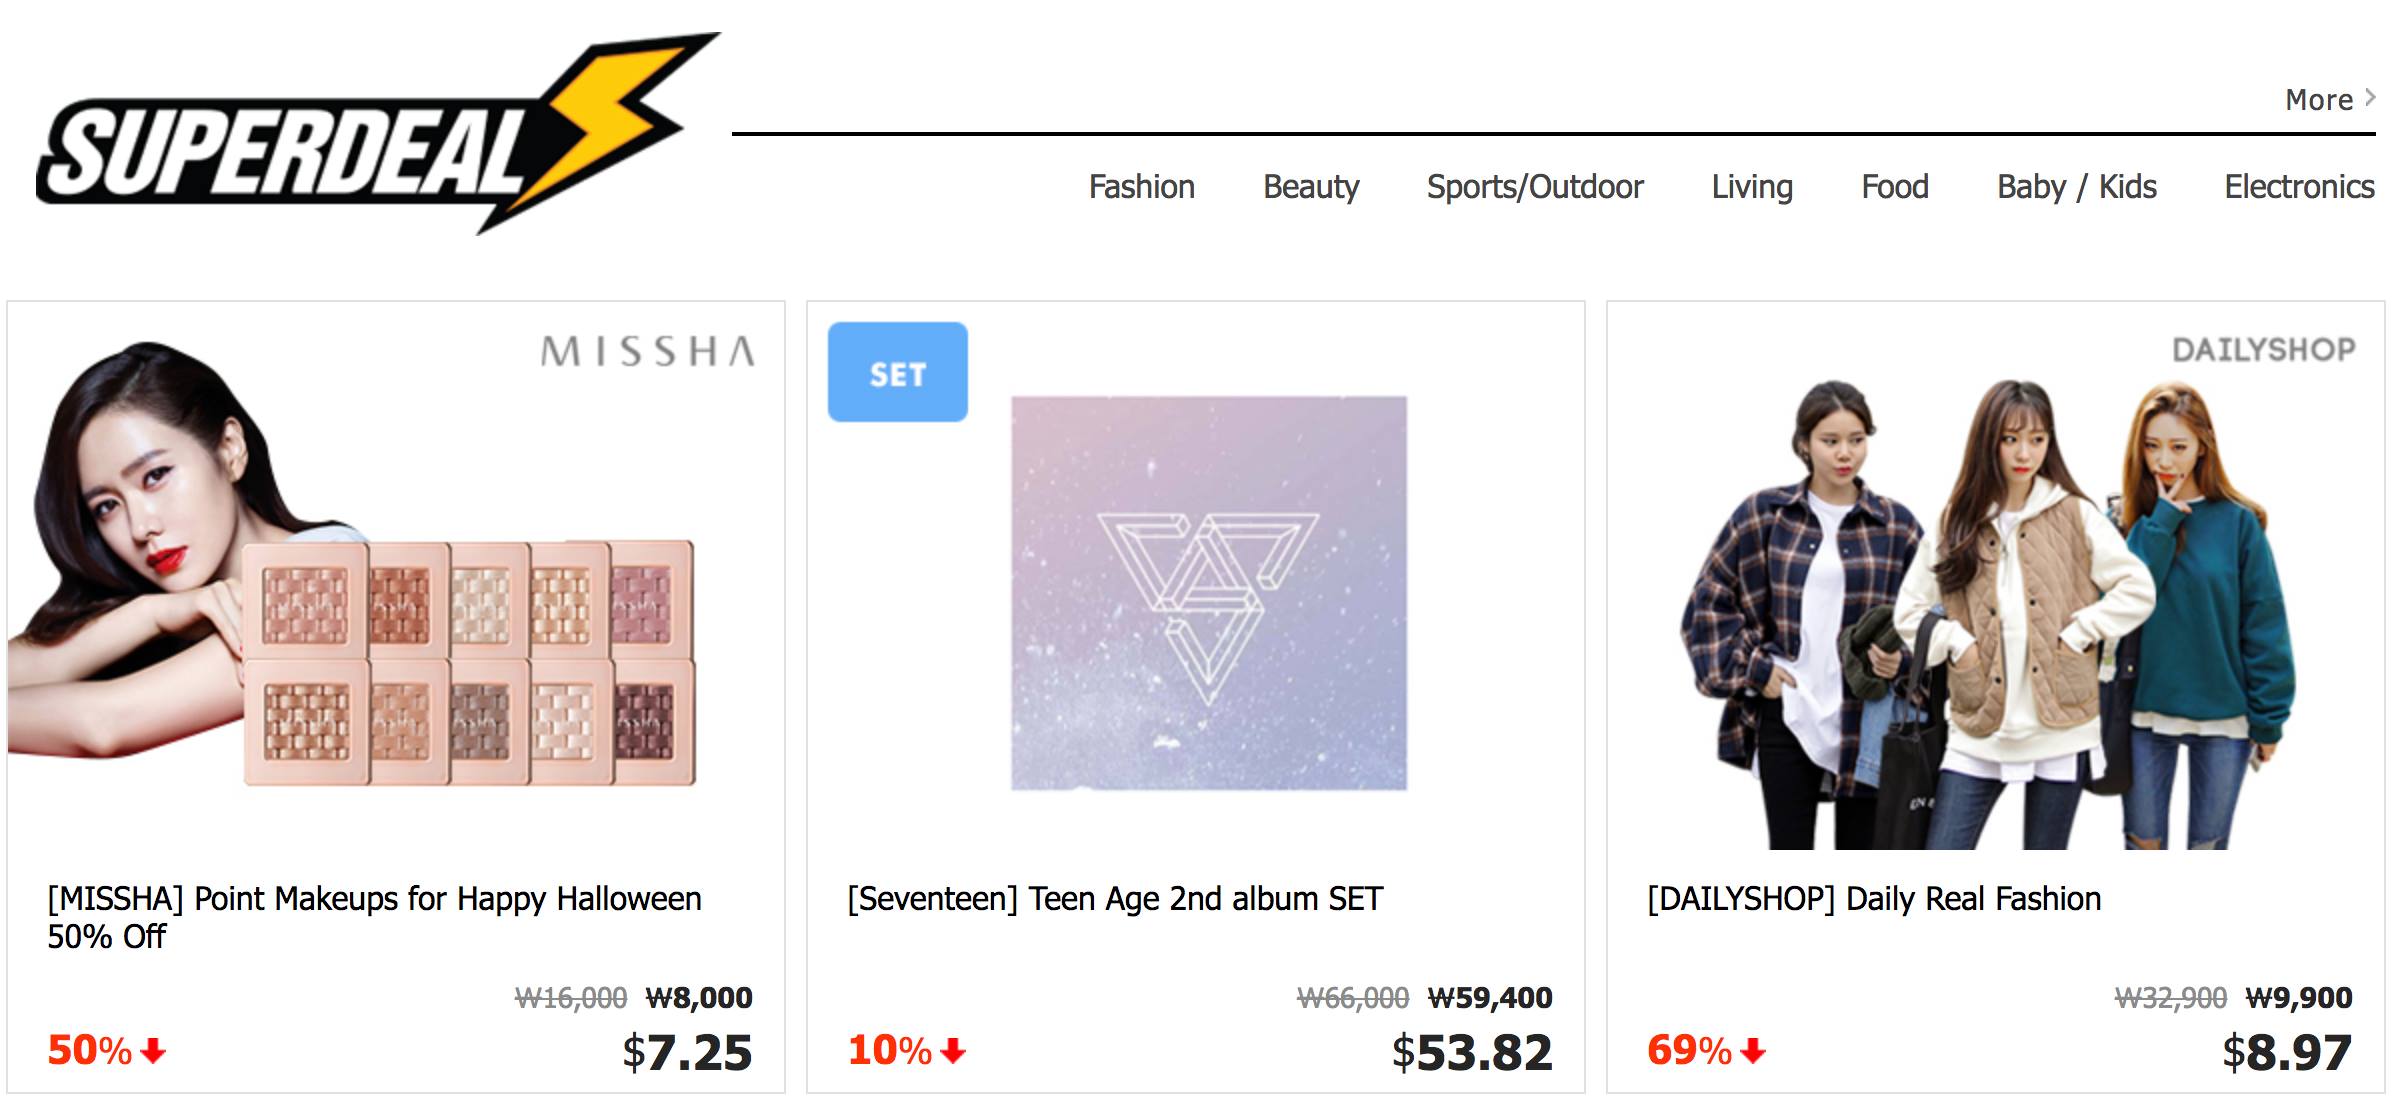 SUPERDEAL
More >
Fashion Beauty Sports/Outdoor Living Food Baby / Kids Electronics
MISSHA
[MISSHA] Point Makeups for Happy Halloween
50% Off
₩16,000 ₩8,000
50% $7.25
SET
[Seventeen] Teen Age 2nd album SET
₩66,000 ₩59,400
10% $53.82
DAILYSHOP
[DAILYSHOP] Daily Real Fashion
₩32,900 ₩9,900
69% $8.97